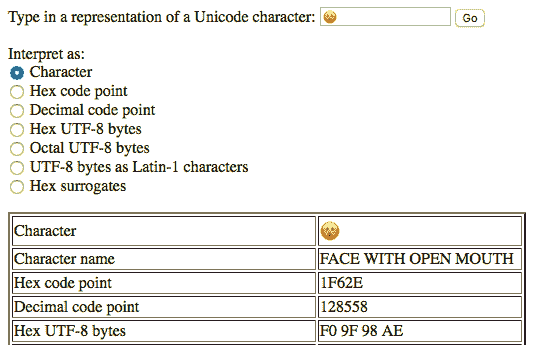 Type in a representation of a Unicode character: 😮 Go
Interpret as:
Character
Hex code point
Decimal code point
Hex UTF-8 bytes
Octal UTF-8 bytes
UTF-8 bytes as Latin-1 characters
Hex surrogates
Character 😮
Character name FACE WITH OPEN MOUTH
Hex code point 1F62E
Decimal code point 128558
Hex UTF-8 bytes F0 9F 98 AE